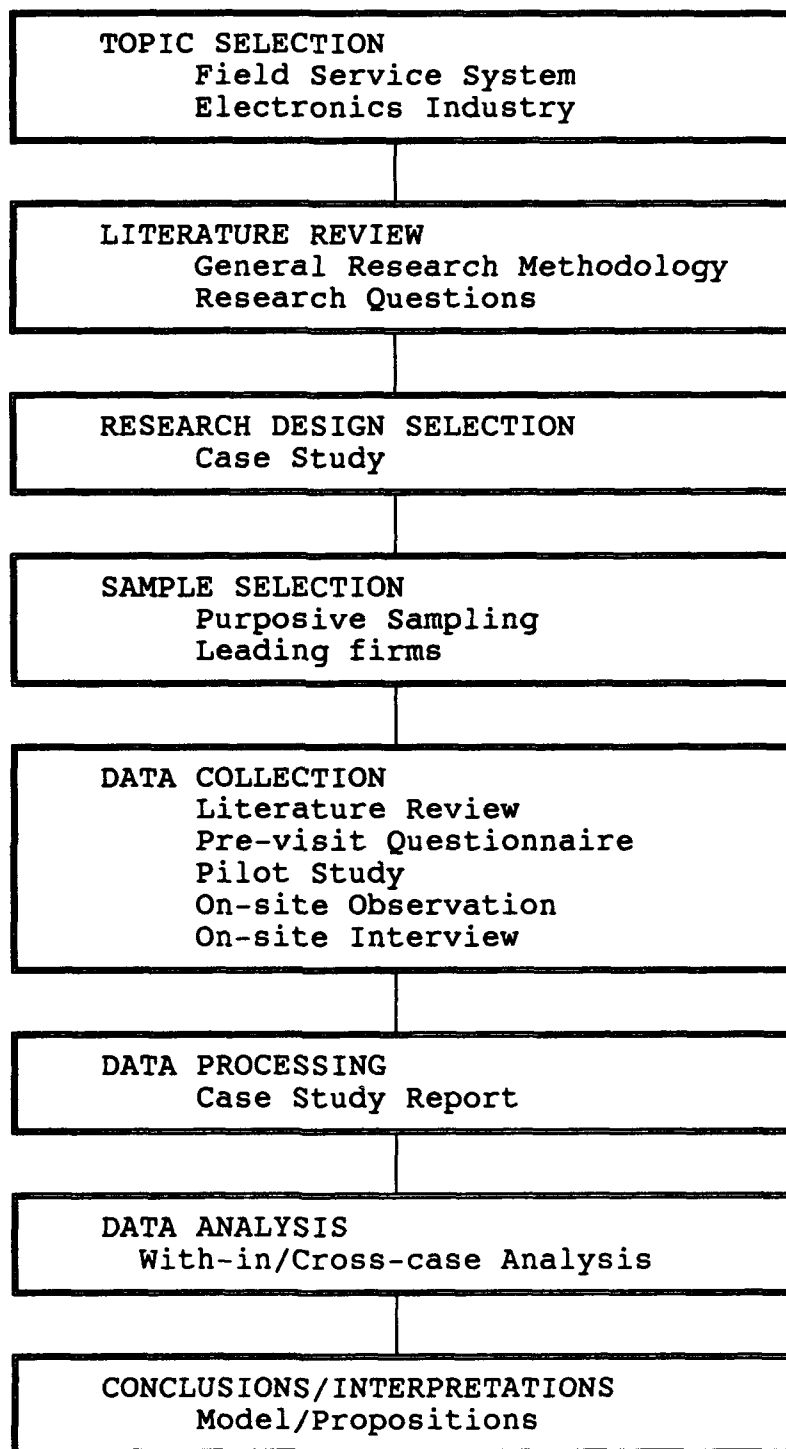 TOPIC SELECTION
Field Service System
Electronics Industry
LITERATURE REVIEW
General Research Methodology
Research Questions
RESEARCH DESIGN SELECTION
Case Study
SAMPLE SELECTION
Purposive Sampling
Leading firms
DATA COLLECTION
Literature Review
Pre-visit Questionnaire
Pilot Study
On-site Observation
On-site Interview
DATA PROCESSING
Case Study Report
DATA ANALYSIS
With-in/Cross-case Analysis
CONCLUSIONS/INTERPRETATIONS
Model/Propositions